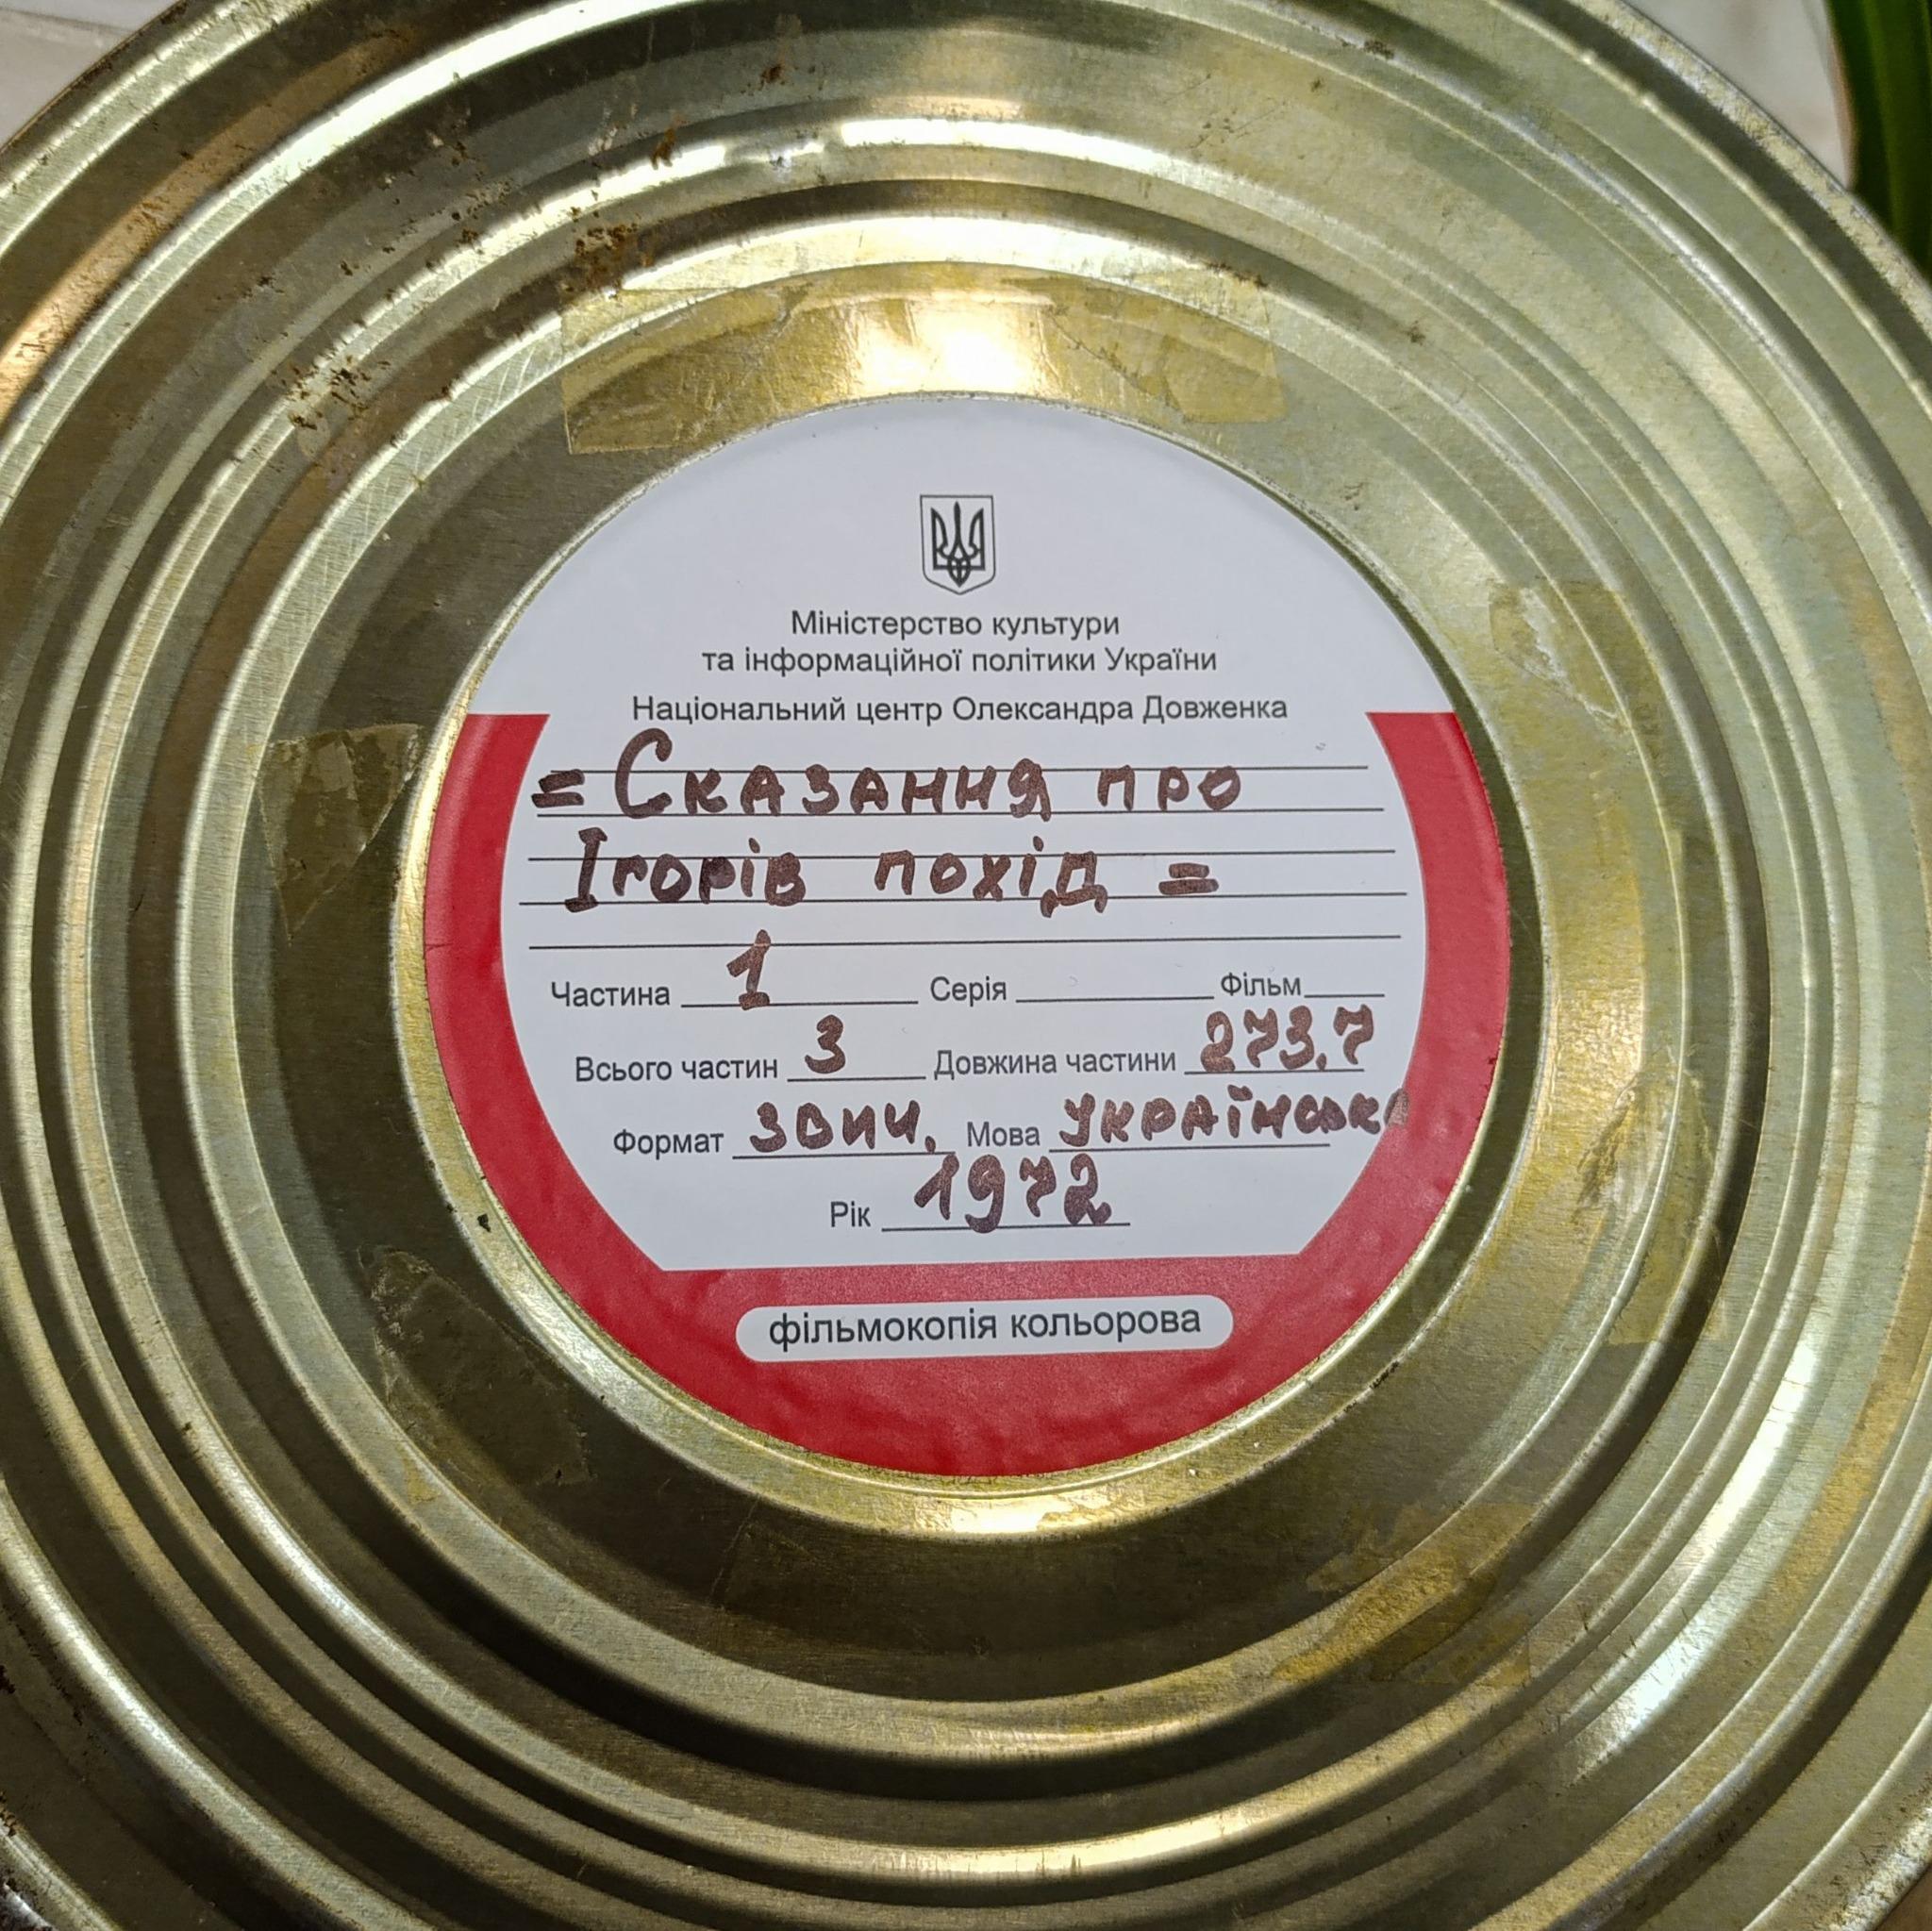 Міністерство культури
та інформаційної політики України
Національний центр Олександра Довженка
= Сказання про
Ігорів похід =
Частина 1 Серія Фільм
Всього частин 3 Довжина частини 273.7
Формат звич. Мова українська
Рік 1972
фільмокопія кольорова